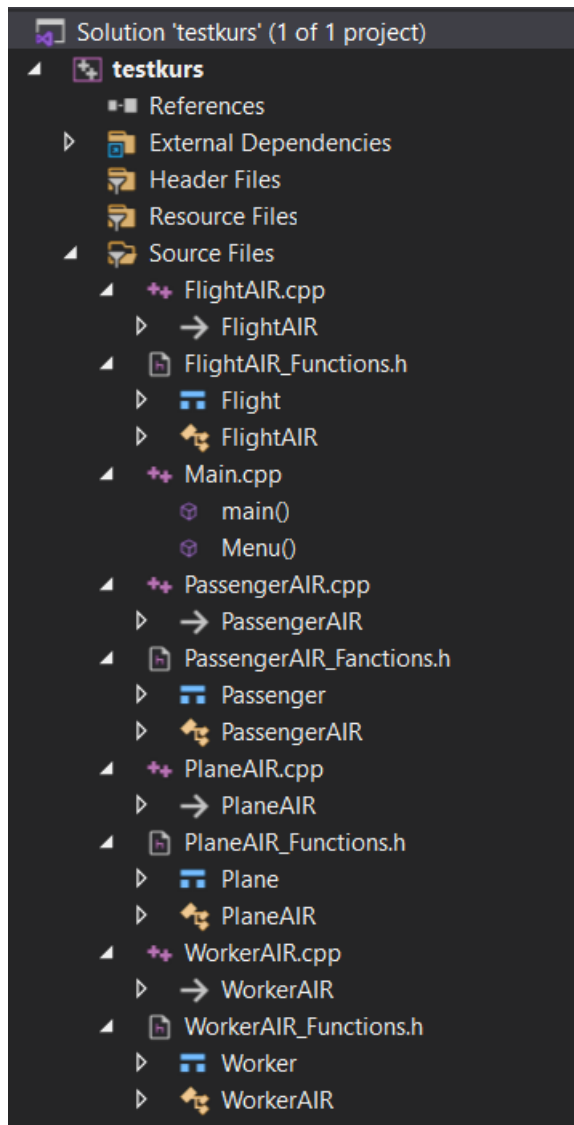 Solution 'testkurs' (1 of 1 project)
testkurs
References
External Dependencies
Header Files
Resource Files
Source Files
FlightAIR.cpp
FlightAIR
FlightAIR_Functions.h
Flight
FlightAIR
Main.cpp
main()
Menu()
PassengerAIR.cpp
PassengerAIR
PassengerAIR_Fanctions.h
Passenger
PassengerAIR
PlaneAIR.cpp
PlaneAIR
PlaneAIR_Functions.h
Plane
PlaneAIR
WorkerAIR.cpp
WorkerAIR
WorkerAIR_Functions.h
Worker
WorkerAIR